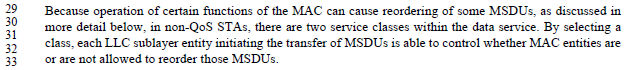 29 Because operation of certain functions of the MAC can cause reordering of some MSDUs, as discussed in
30 more detail below, in non-QoS STAs, there are two service classes within the data service. By selecting a
31 class, each LLC sublayer entity initiating the transfer of MSDUs is able to control whether MAC entities are
32 or are not allowed to reorder those MSDUs.
33